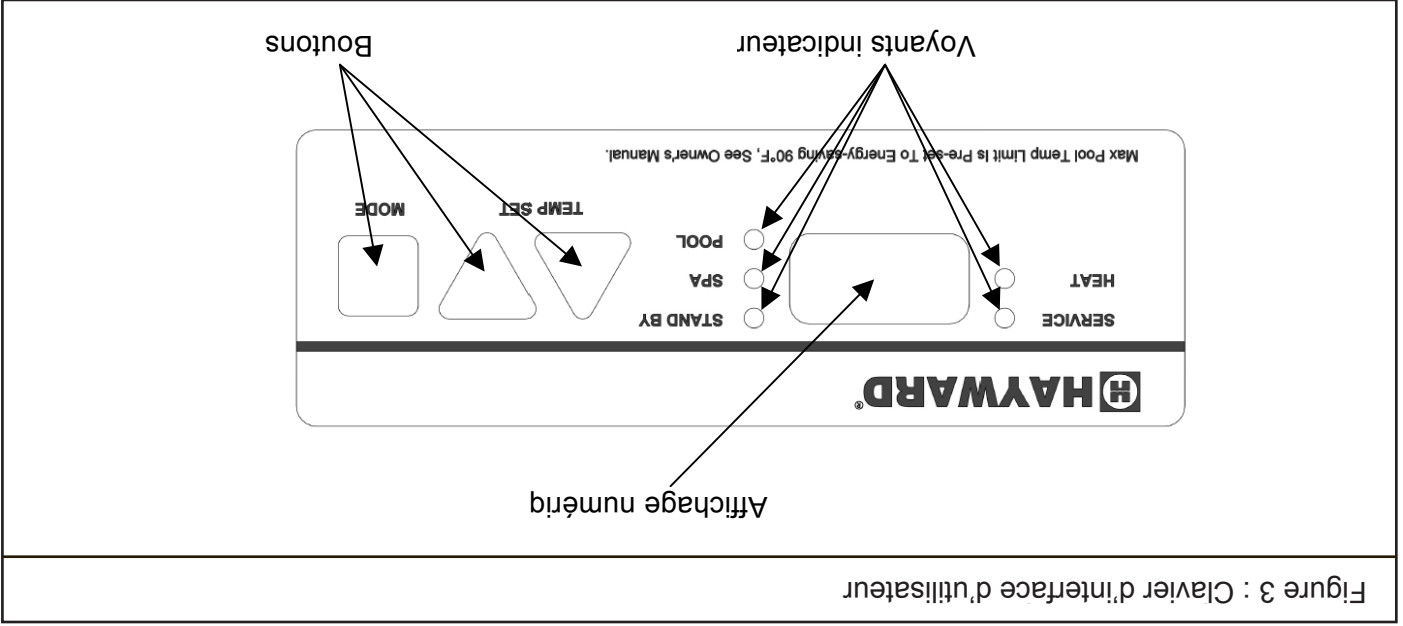 Figure 3 : Clavier d'interface d'utilisateur
Affichage numériq
HAYWARD®
SERVICE
HEAT
STAND BY
SPA
POOL
TEMP SET
MODE
Max Pool Temp Limit Is Pre-set To Energy-saving 90°F, See Owner's Manual.
Voyants indicateur
Boutons